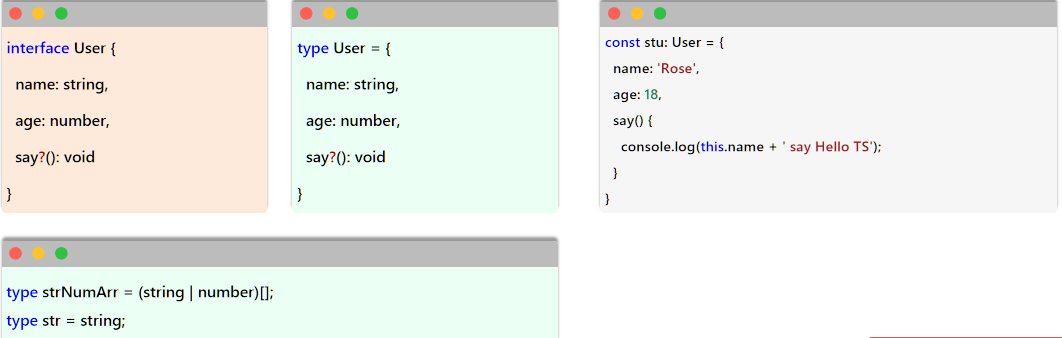 interface User {
name: string,
age: number,
say?(): void
}
type User = {
name: string,
age: number,
say?(): void
}
const stu: User = {
name: 'Rose',
age: 18,
say() {
console.log(this.name + ' say Hello TS');
}
}
type strNumArr = (string | number)[];
type str = string;